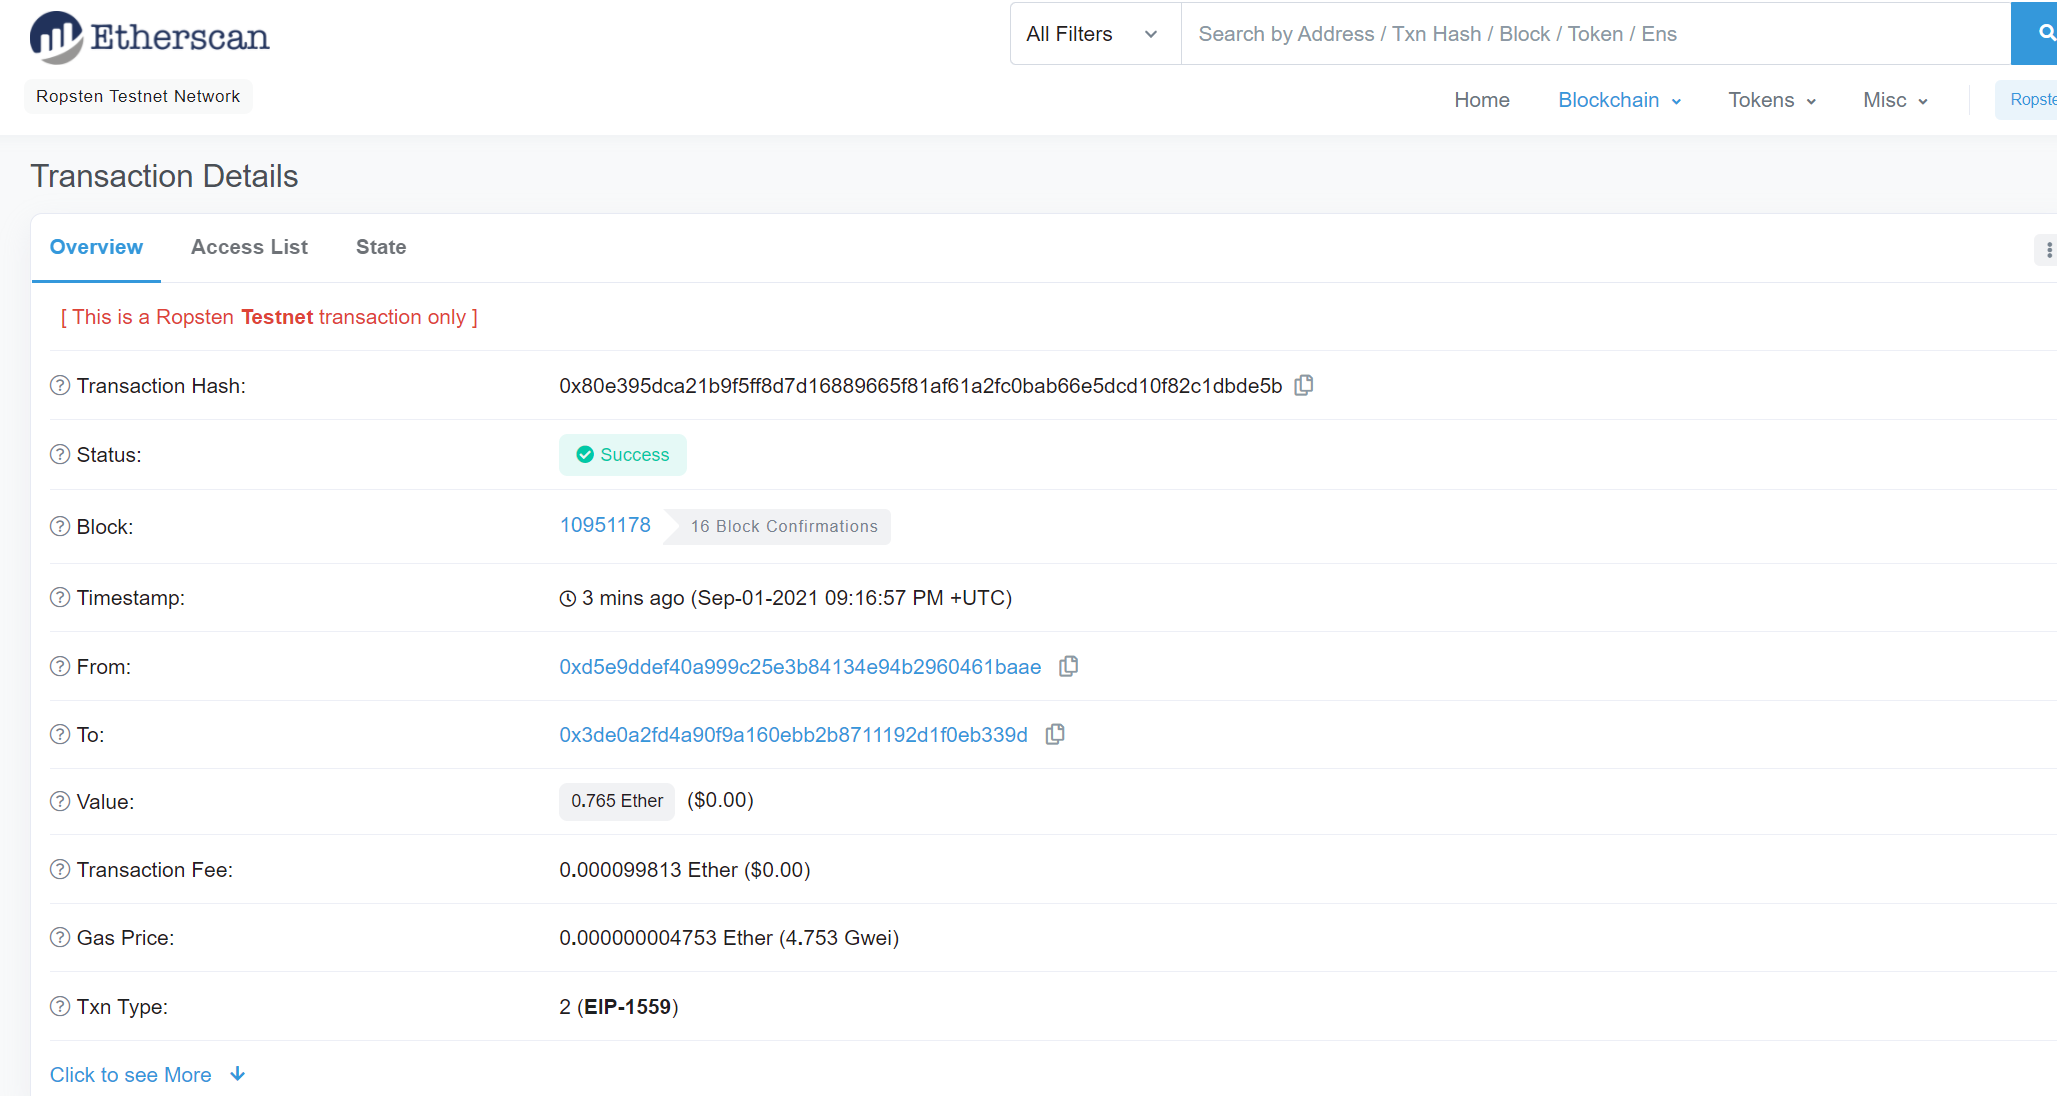 Etherscan
All Filters
Search by Address / Txn Hash / Block / Token / Ens
Ropsten Testnet Network
Home Blockchain Tokens Misc
Transaction Details
Overview Access List State
[ This is a Ropsten Testnet transaction only ]
Transaction Hash: 0x80e395dca21b9f5ff8d7d16889665f81af61a2fc0bab66e5dcd10f82c1dbde5b
Status: Success
Block: 10951178 16 Block Confirmations
Timestamp: 3 mins ago (Sep-01-2021 09:16:57 PM +UTC)
From: 0xd5e9ddef40a999c25e3b84134e94b2960461baae
To: 0x3de0a2fd4a90f9a160ebb2b8711192d1f0eb339d
Value: 0.765 Ether ($0.00)
Transaction Fee: 0.000099813 Ether ($0.00)
Gas Price: 0.000000004753 Ether (4.753 Gwei)
Txn Type: 2 (EIP-1559)
Click to see More